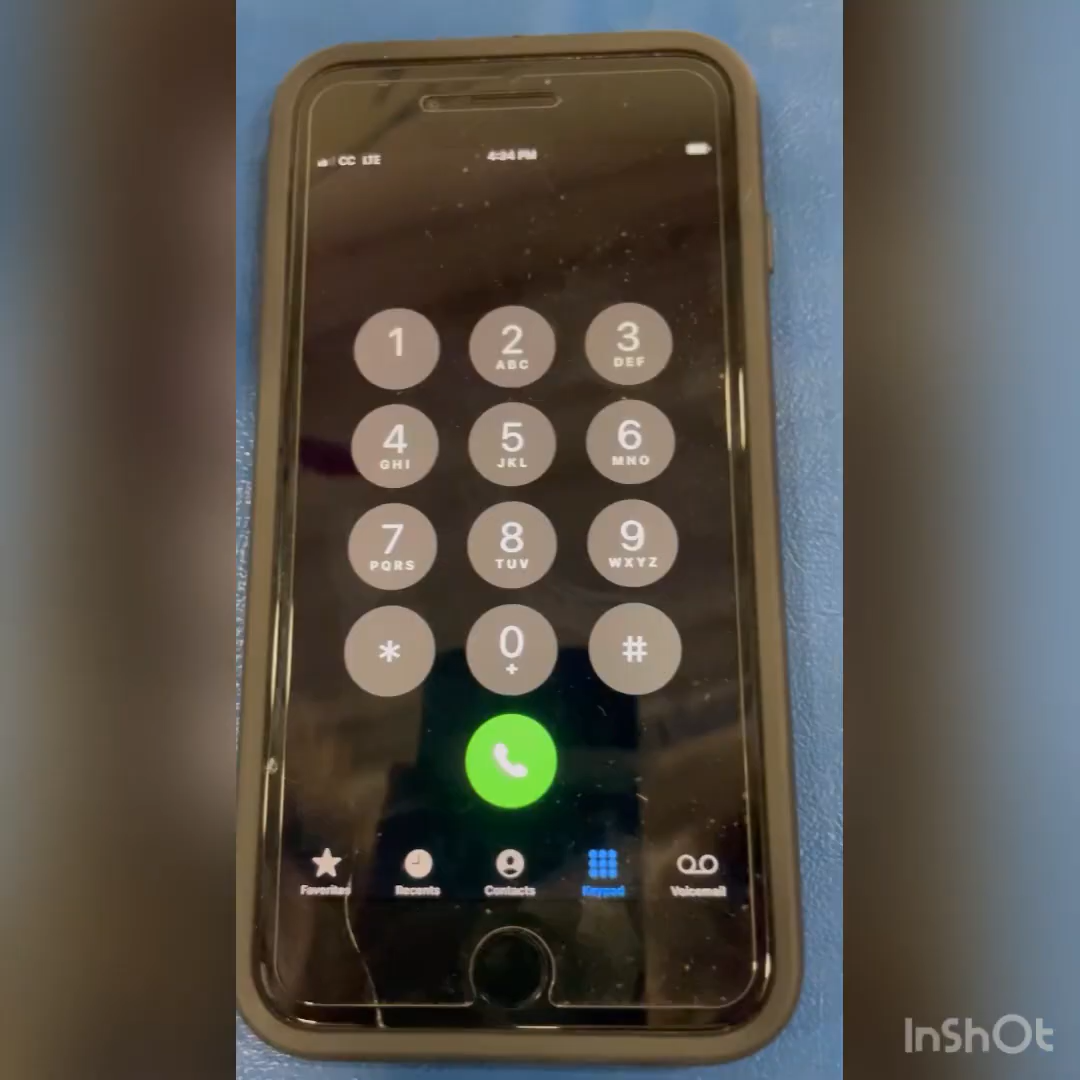 CC LTE 4:34 PM
1 2 3
ABC DEF
4 5 6
GHI JKL MNO
7 8 9
PQRS TUV WXYZ
* 0 #
+
Favorites Recents Contacts Keypad Voicemail
InShOt